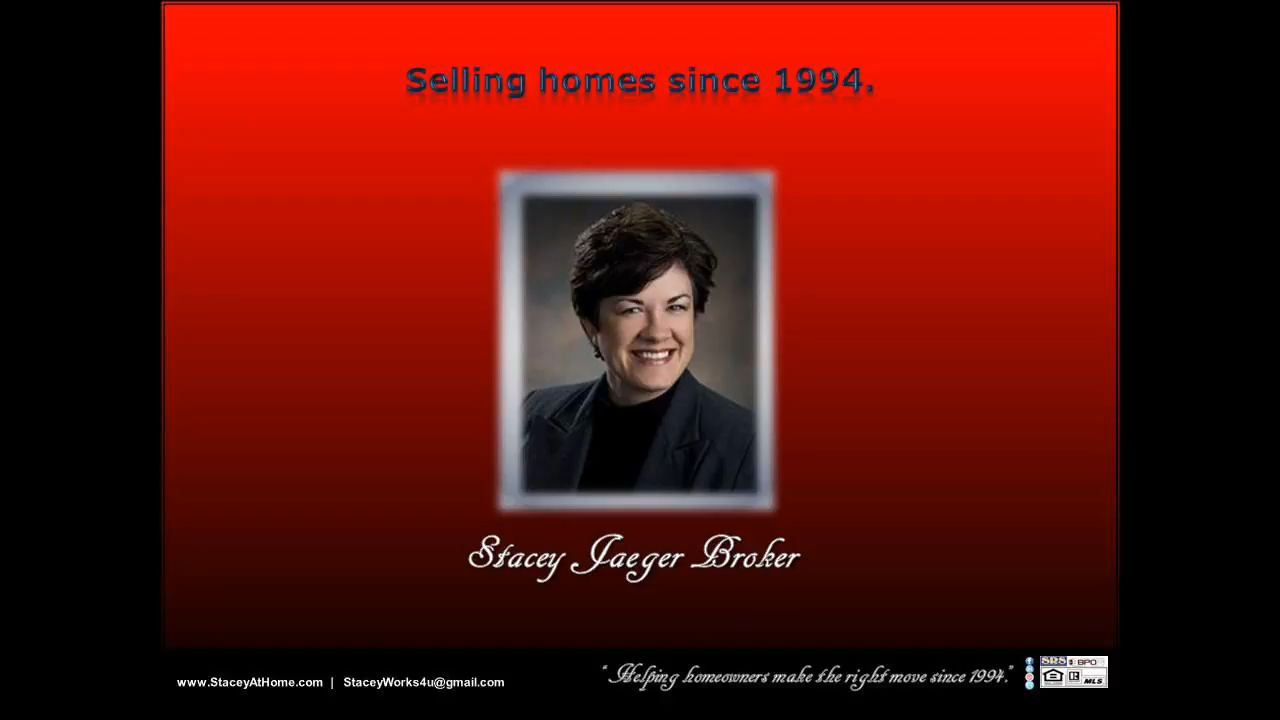 Selling homes since 1994.
Stacey Jaeger Broker
www.StaceyAtHome.com | StaceyWorks4u@gmail.com
“Helping homeowners make the right move since 1994.”
SRS BPO
R MLS